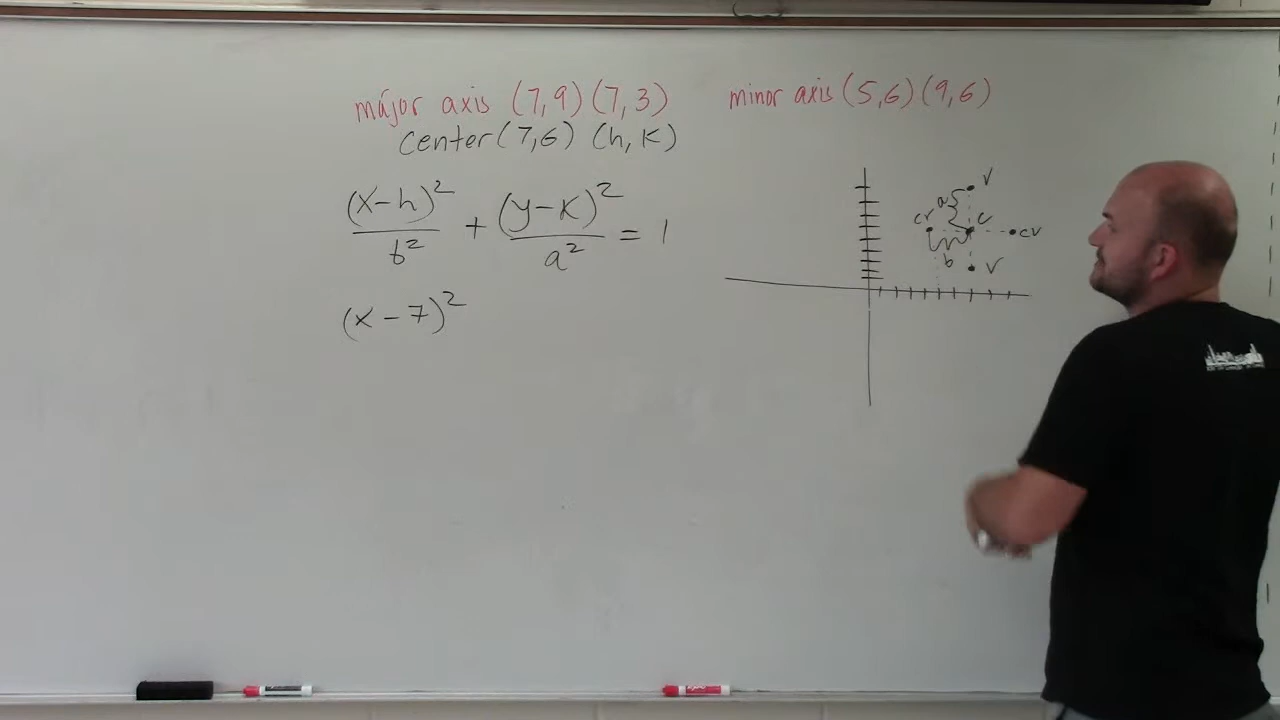 major axis (7,9) (7,3)
minor axis (5,6) (9,6)
center (7,6) (h, k)
(x-h)²/b² + (y-k)²/a² = 1
(x - 7)²
v
a
cv
c
cv
b
v